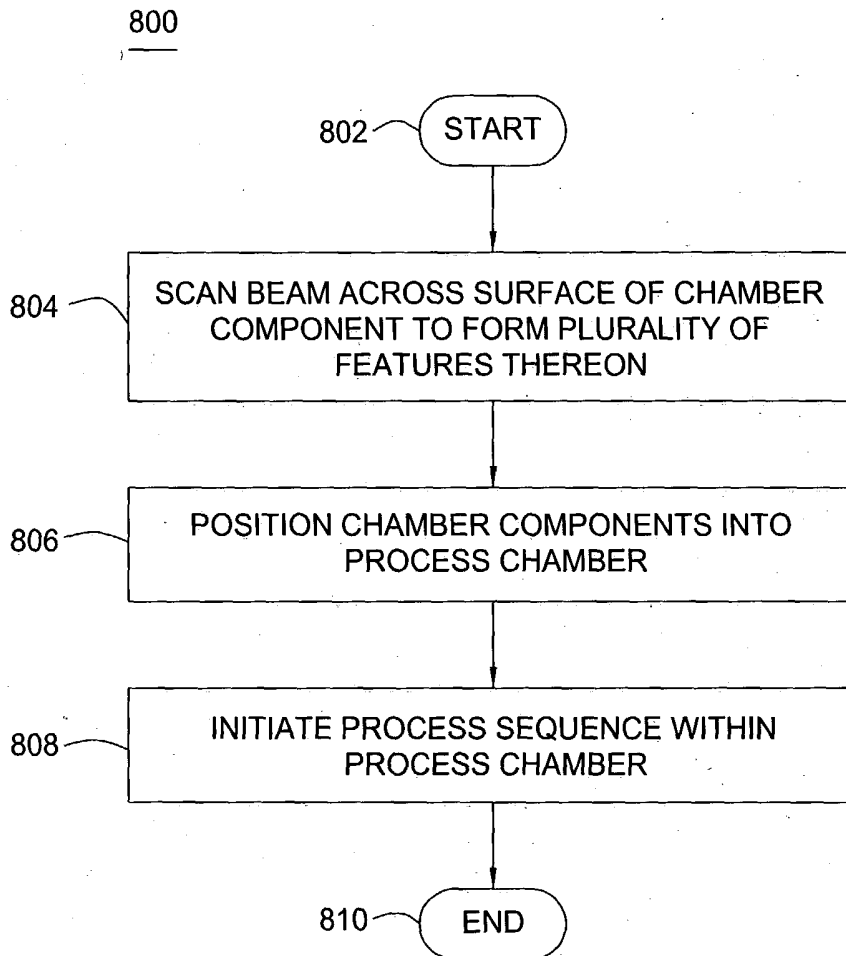 800
802
START
804
SCAN BEAM ACROSS SURFACE OF CHAMBER
COMPONENT TO FORM PLURALITY OF
FEATURES THEREON
806
POSITION CHAMBER COMPONENTS INTO
PROCESS CHAMBER
808
INITIATE PROCESS SEQUENCE WITHIN
PROCESS CHAMBER
810
END